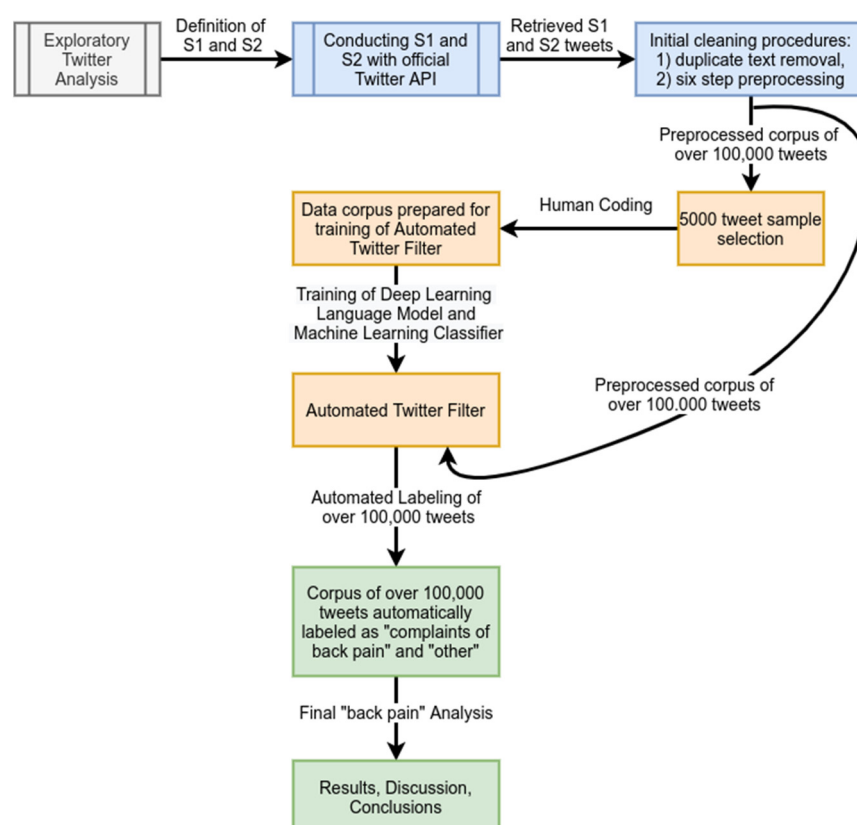 Exploratory
Twitter
Analysis
Definition of
S1 and S2
Conducting S1 and
S2 with official
Twitter API
Retrieved S1
and S2 tweets
Initial cleaning procedures:
1) duplicate text removal,
2) six step preprocessing
Preprocessed corpus of
over 100,000 tweets
5000 tweet sample
selection
Human Coding
Data corpus prepared for
training of Automated
Twitter Filter
Training of Deep Learning
Language Model and
Machine Learning Classifier
Preprocessed corpus of
over 100.000 tweets
Automated Twitter Filter
Automated Labeling of
over 100,000 tweets
Corpus of over 100,000
tweets automatically
labeled as "complaints of
back pain" and "other"
Final "back pain" Analysis
Results, Discussion,
Conclusions